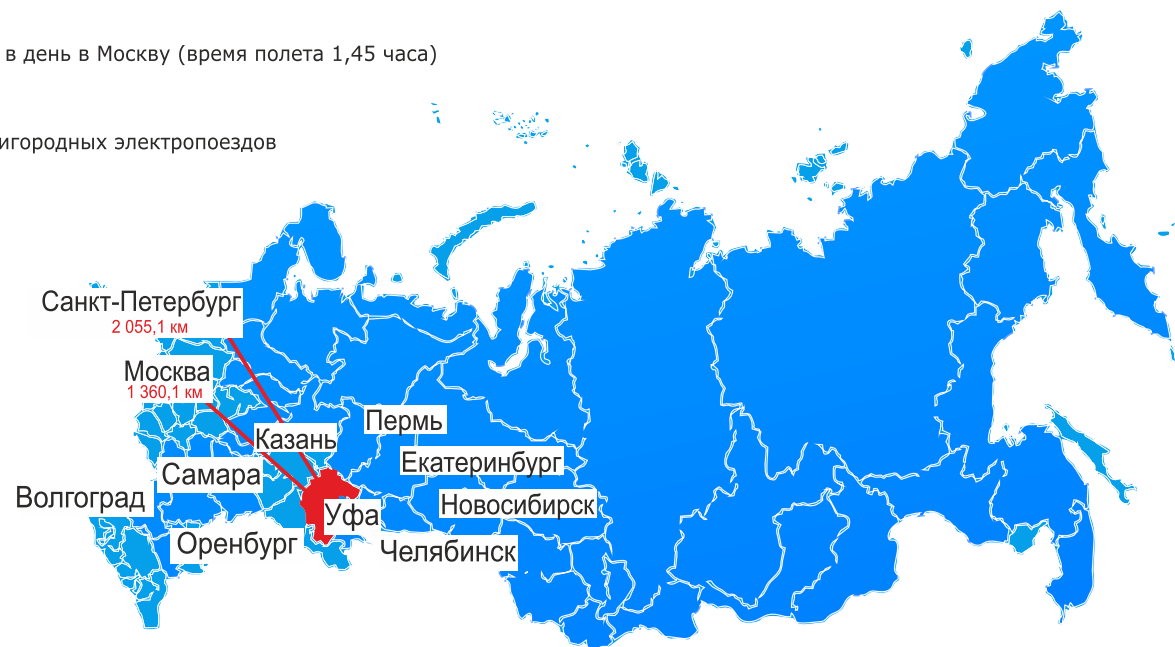 в день в Москву (время полета 1,45 часа)
игородных электропоездов
Санкт-Петербург
2 055,1 км
Москва
1 360,1 км
Пермь
Казань
Екатеринбург
Самара
Новосибирск
Волгоград
Уфа
Оренбург
Челябинск